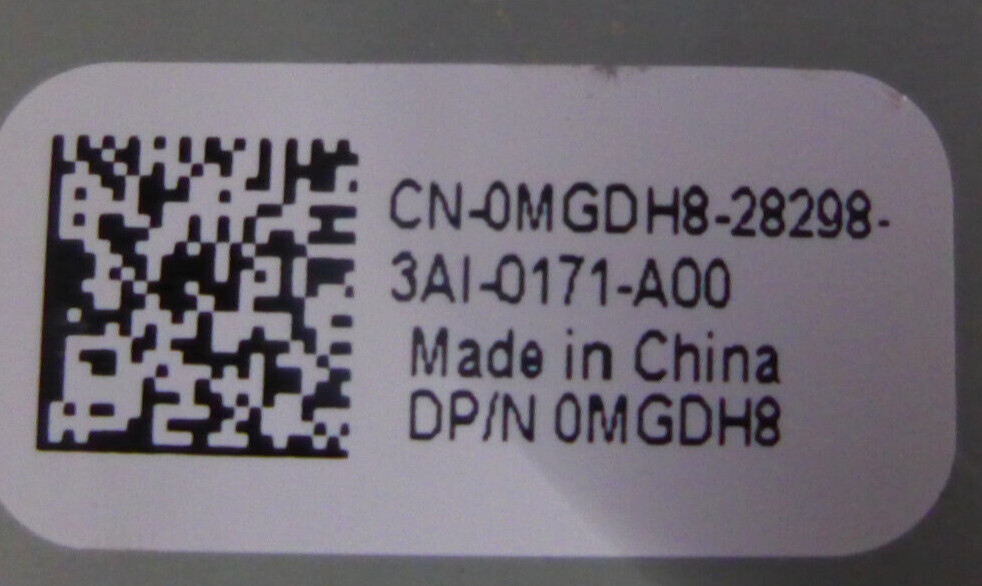 CN-0MGDH8-28298-
3AI-0171-A00
Made in China
DP/N 0MGDH8